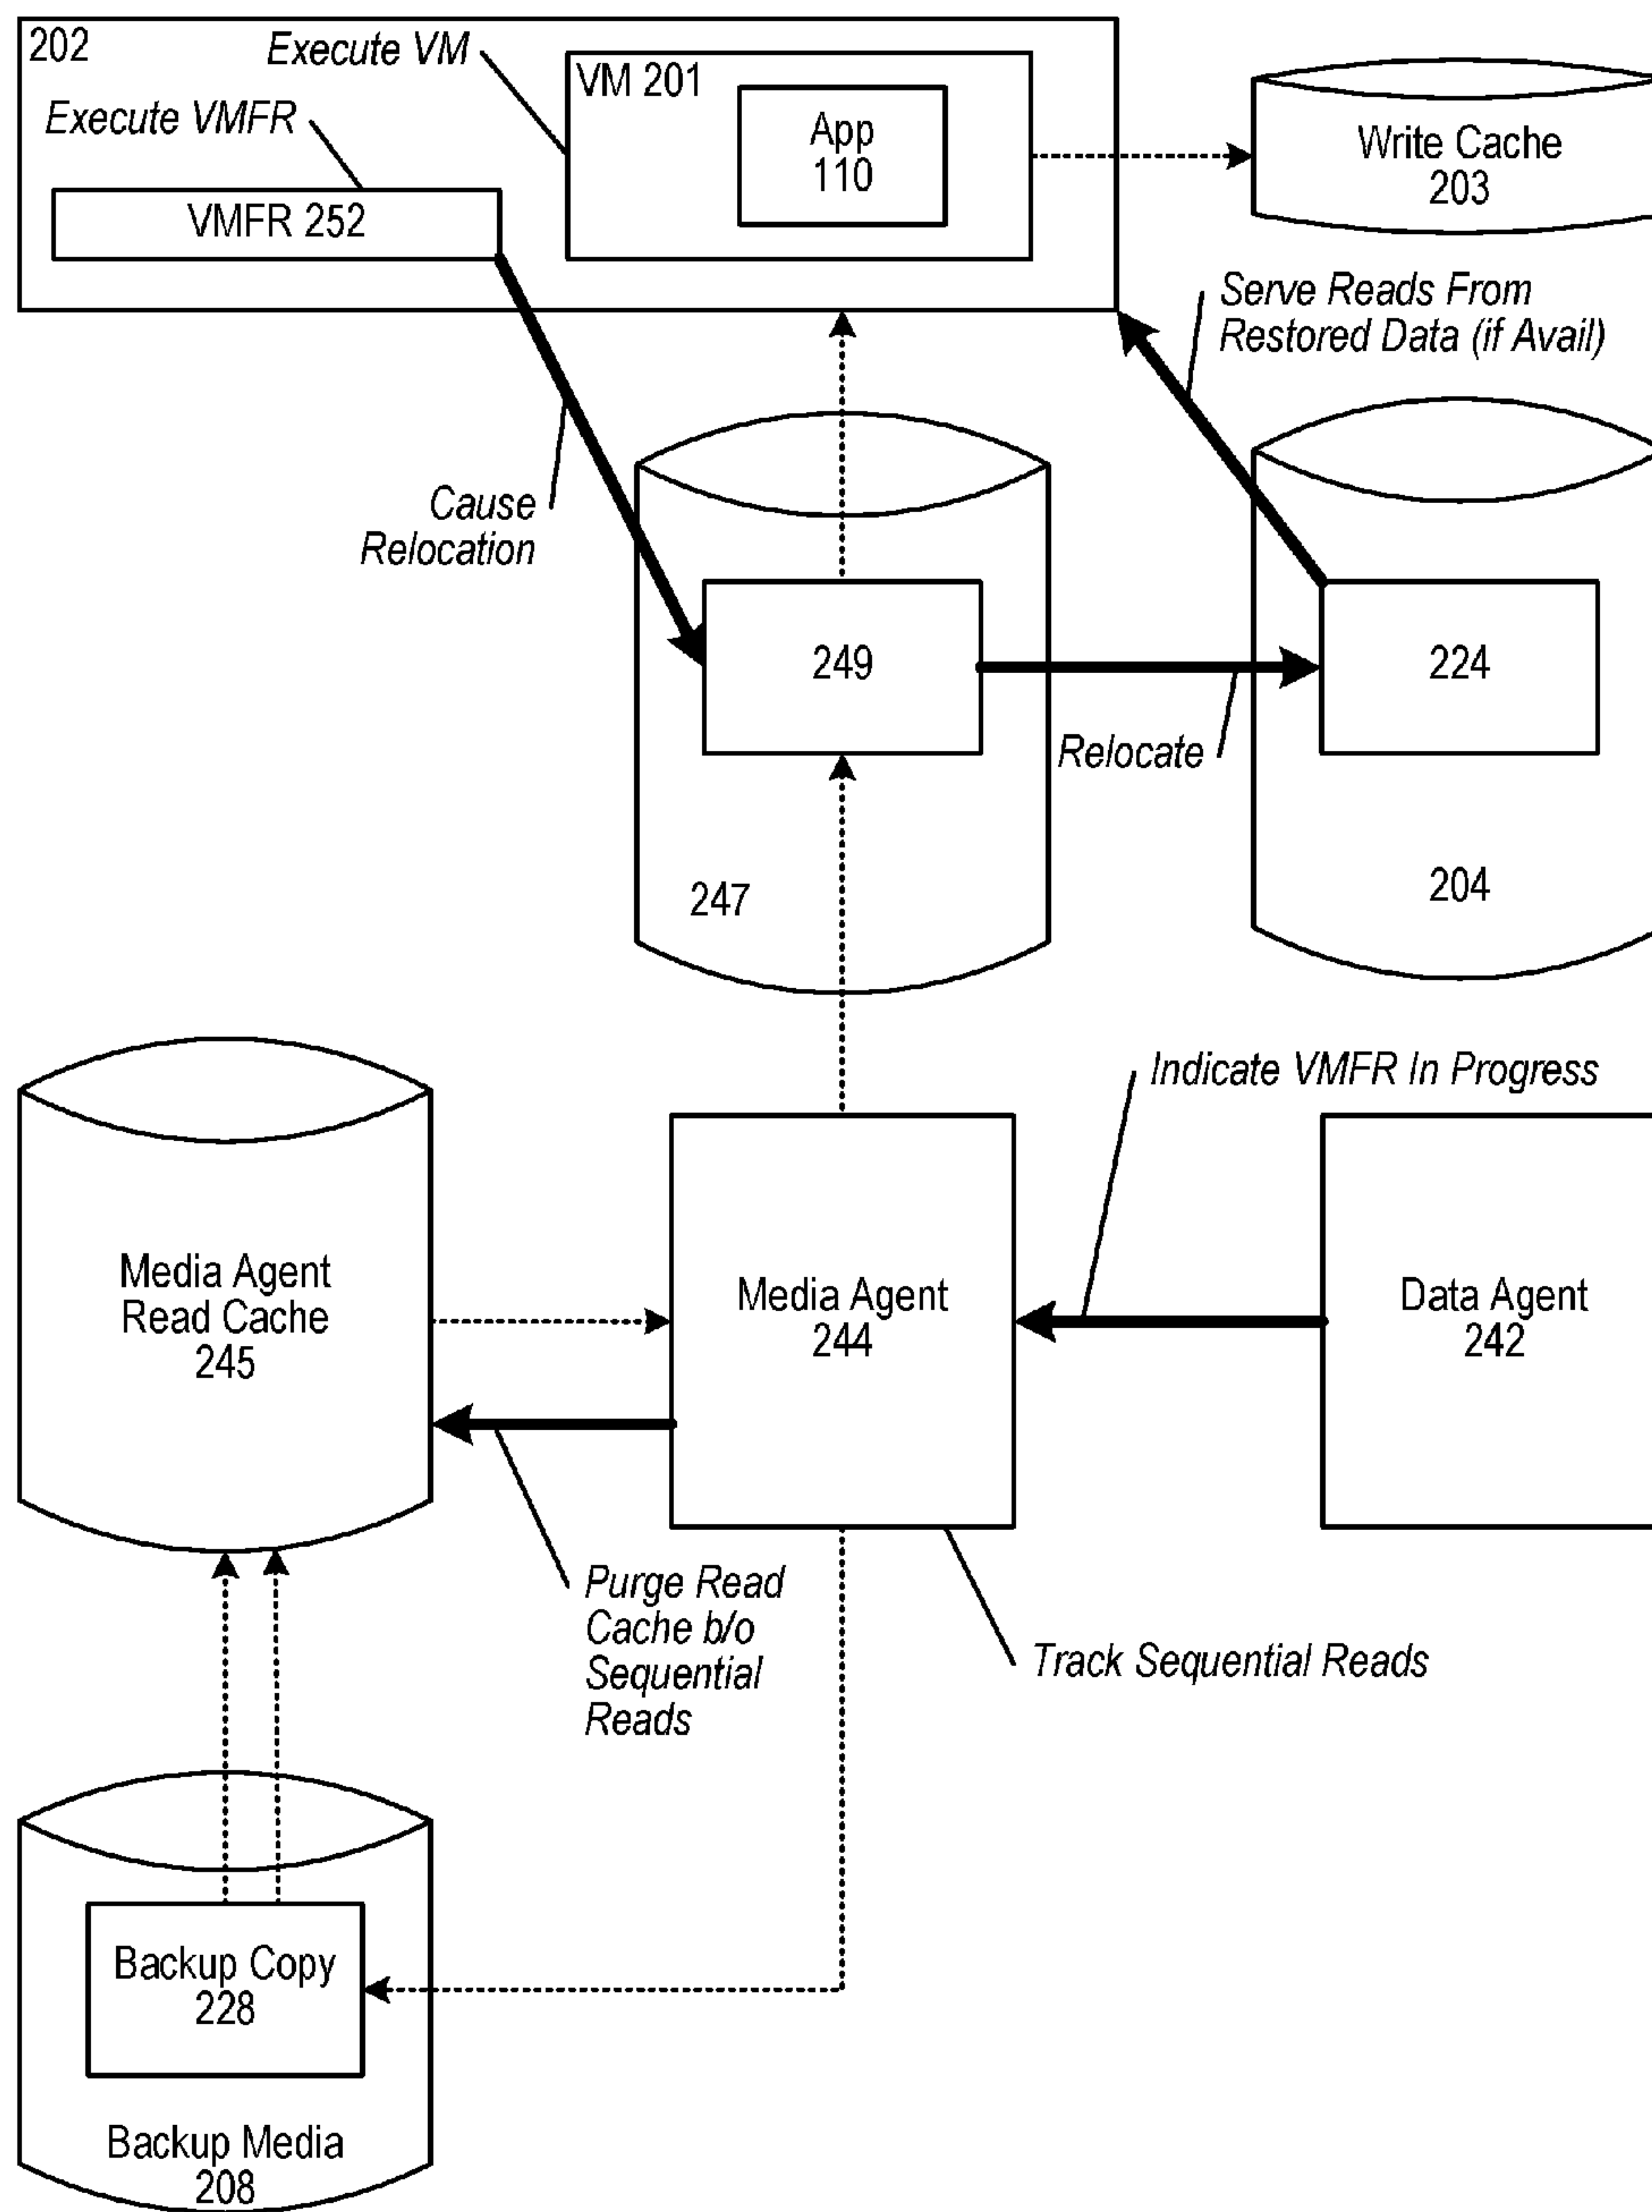 202
Execute VM
VM 201
App
110
Write Cache
203
Execute VMFR
VMFR 252
Serve Reads From
Restored Data (if Avail)
Cause
Relocation
249
224
Relocate
247
204
Indicate VMFR In Progress
Media Agent
Read Cache
245
Media Agent
244
Data Agent
242
Purge Read
Cache b/o
Sequential
Reads
Track Sequential Reads
Backup Copy
228
Backup Media
208